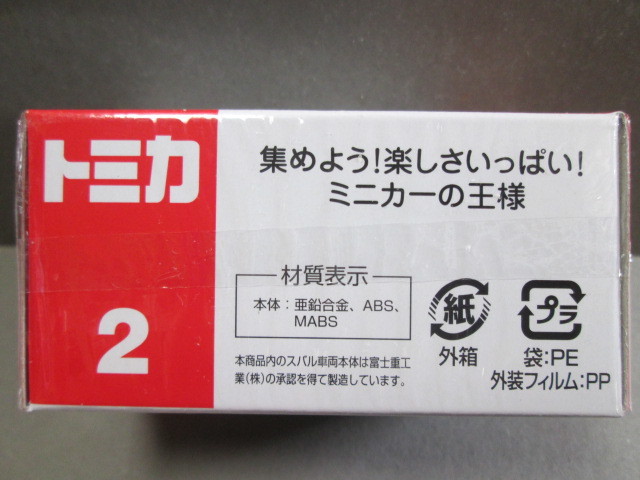 トミカ
2
集めよう!楽しさいっぱい!
ミニカーの王様
材質表示
本体:亜鉛合金、ABS、
MABS
本商品内のスバル車両本体は富士重工
業(株)の承認を得て製造しています。
紙
外箱
プラ
袋:PE
外装フィルム:PP